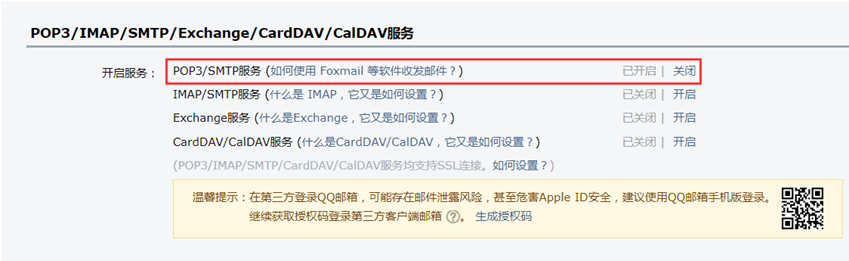 POP3/IMAP/SMTP/Exchange/CardDAV/CalDAV服务
开启服务： POP3/SMTP服务 (如何使用 Foxmail 等软件收发邮件？) 已开启 | 关闭
IMAP/SMTP服务 (什么是 IMAP，它又是如何设置？) 已关闭 | 开启
Exchange服务 (什么是Exchange，它又是如何设置？) 已关闭 | 开启
CardDAV/CalDAV服务 (什么是CardDAV/CalDAV，它又是如何设置？) 已关闭 | 开启
(POP3/IMAP/SMTP/CardDAV/CalDAV服务均支持SSL连接。如何设置？)
温馨提示：在第三方登录QQ邮箱，可能存在邮件泄露风险，甚至危害Apple ID安全，建议使用QQ邮箱手机版登录。
继续获取授权码登录第三方客户端邮箱 ?。 生成授权码